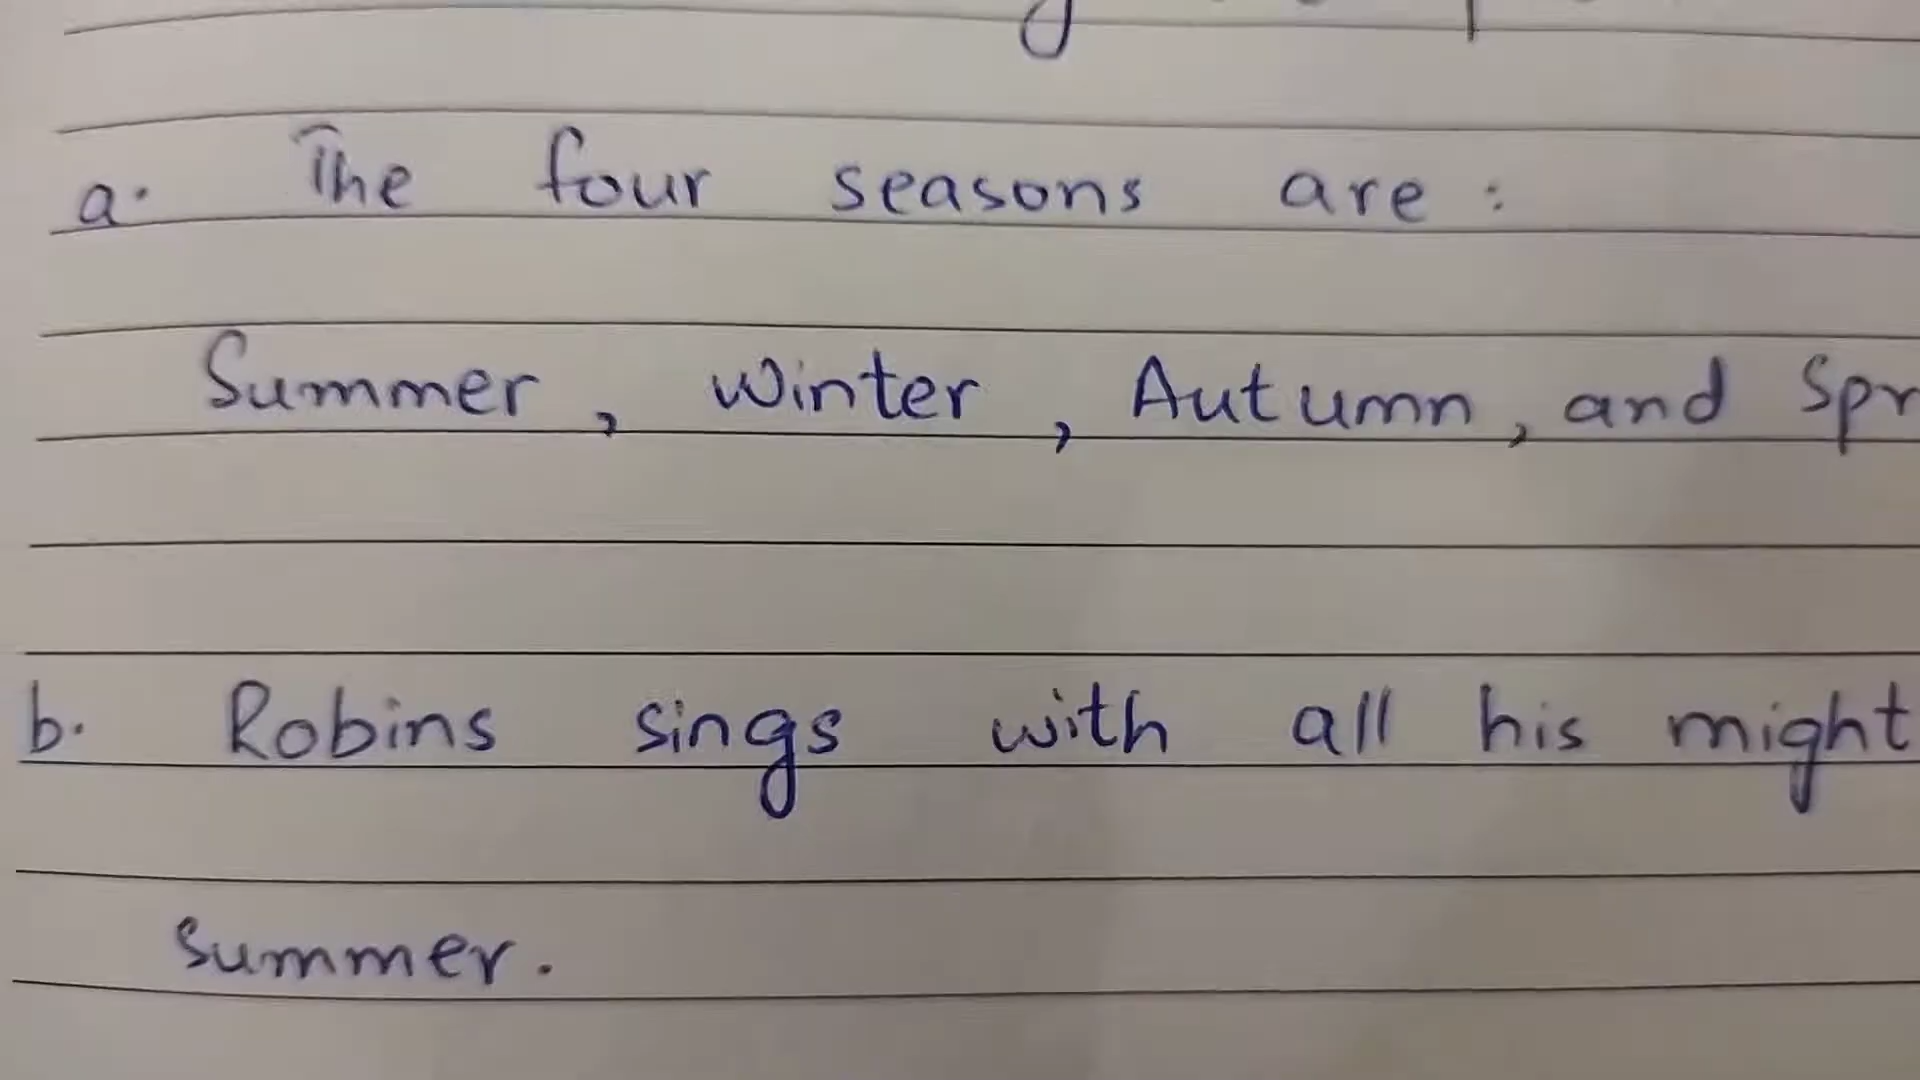 a. The four seasons are :
Summer, Winter, Autumn, and Spr
b. Robins sings with all his might
summer.